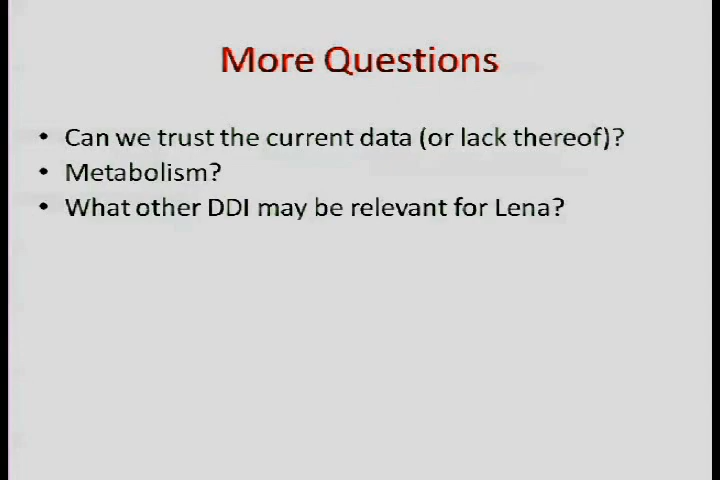 More Questions
• Can we trust the current data (or lack thereof)?
• Metabolism?
• What other DDI may be relevant for Lena?